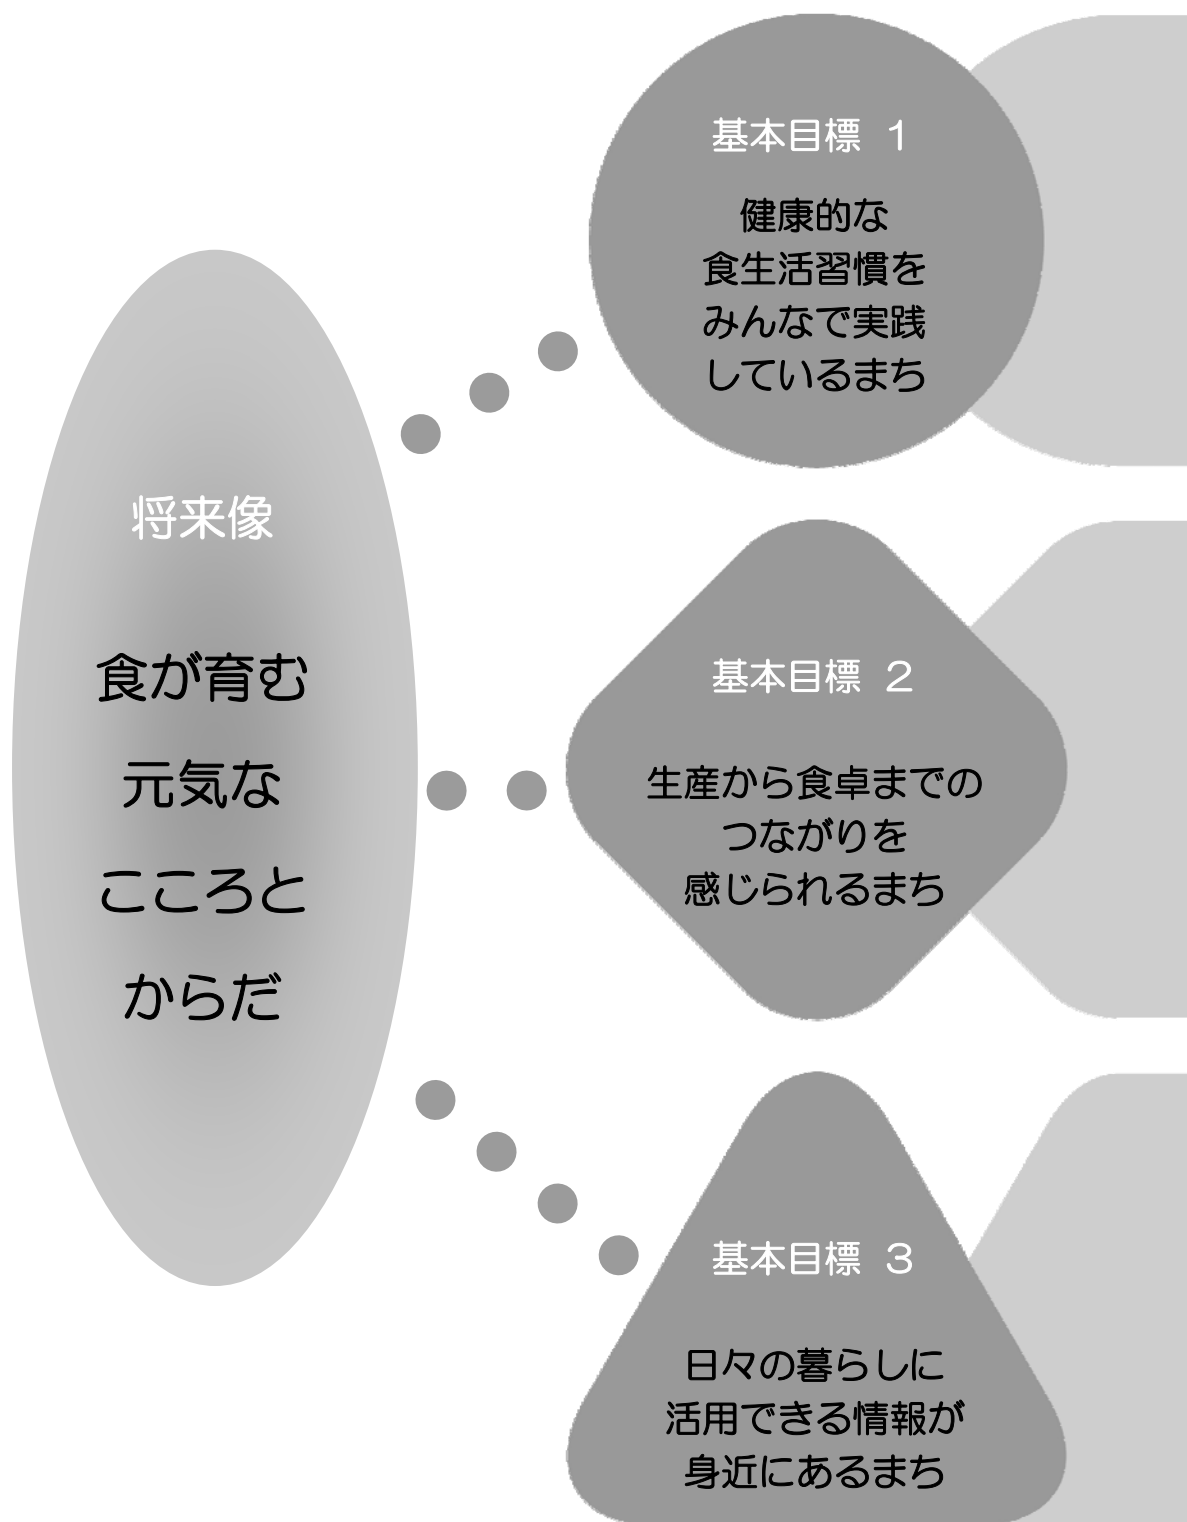 将来像
食が育む
元気な
こころと
からだ
基本目標 1
健康的な
食生活習慣を
みんなで実践
しているまち
基本目標 2
生産から食卓までの
つながりを
感じられるまち
基本目標 3
日々の暮らしに
活用できる情報が
身近にあるまち